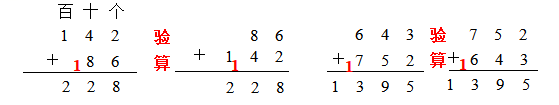 百 十 个
1 4 2 验 8 6 6 4 3 验 7 5 2
+ 1 8 6 算 + 1 1 4 2 + 1 7 5 2 算 + 1 6 4 3
2 2 8 2 2 8 1 3 9 5 1 3 9 5